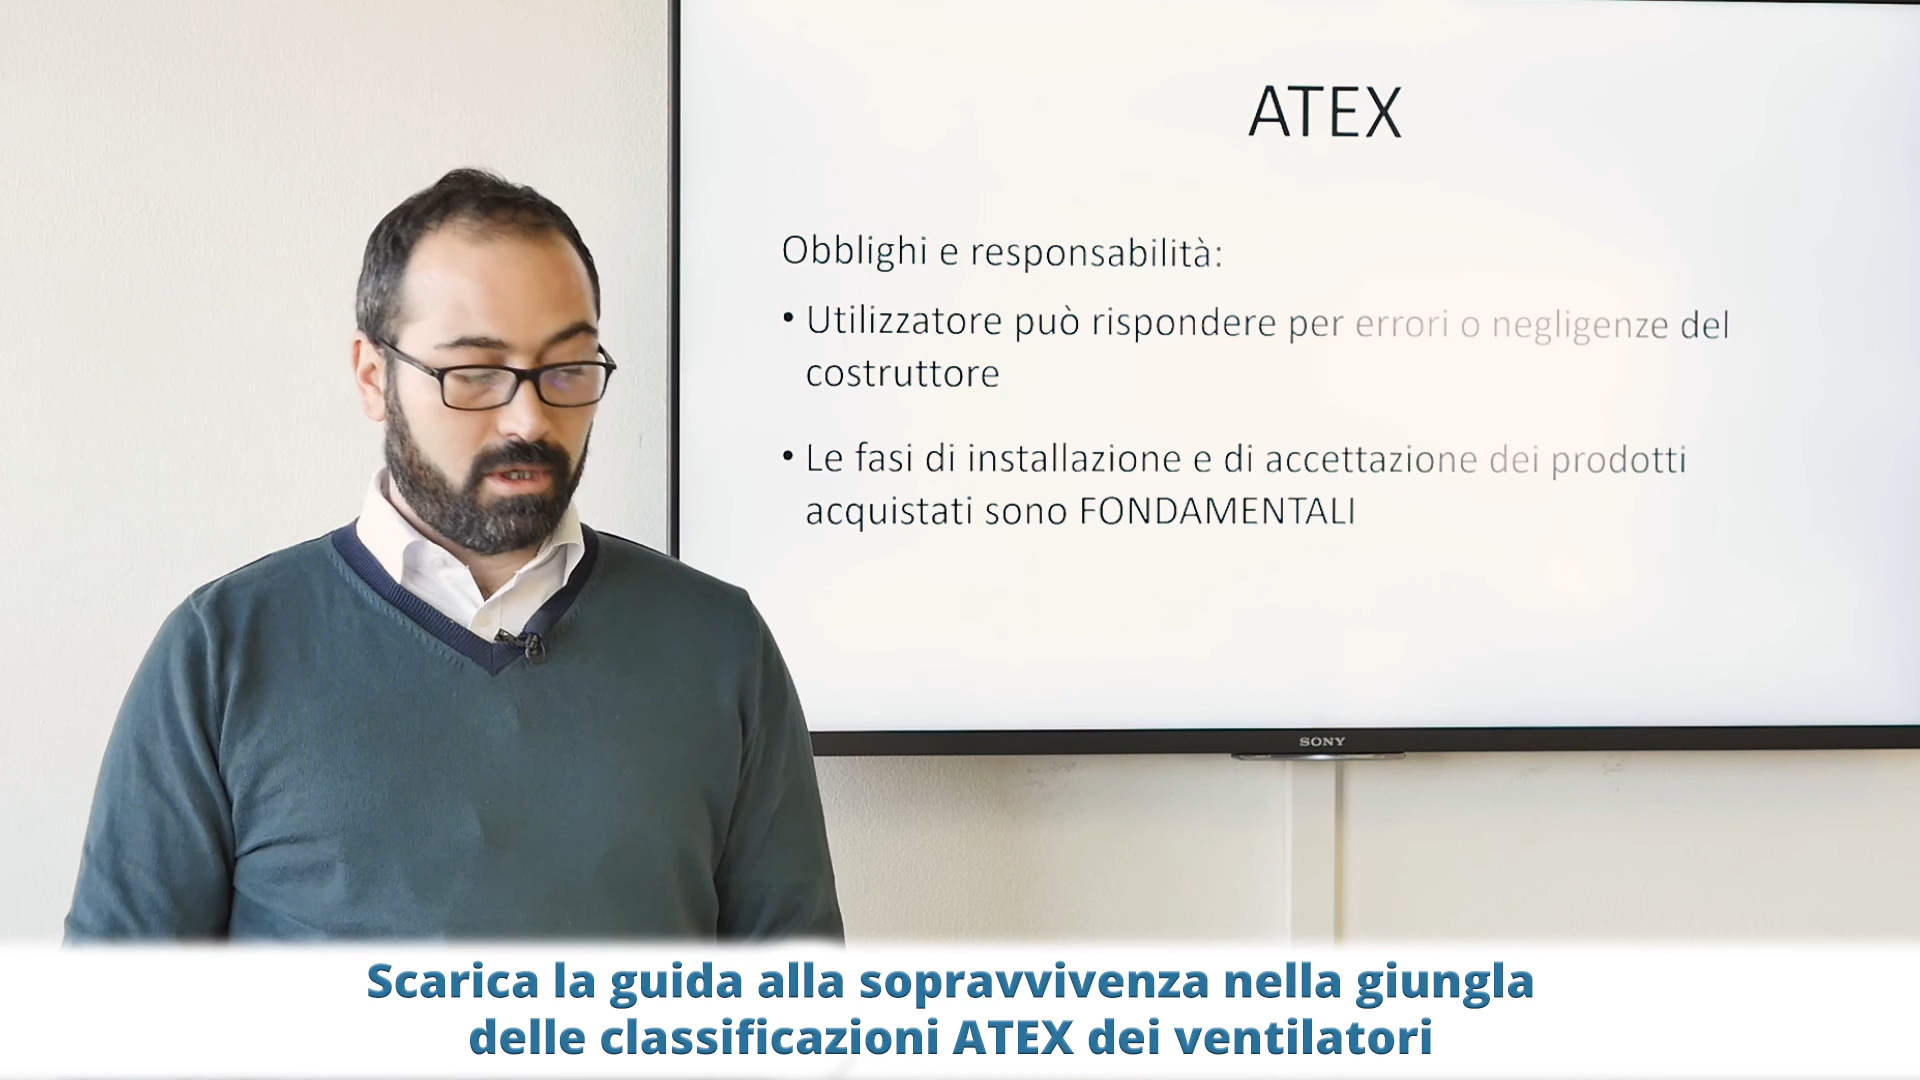 ATEX
Obblighi e responsabilità:
• Utilizzatore può rispondere per errori o negligenze del
costruttore
• Le fasi di installazione e di accettazione dei prodotti
acquistati sono FONDAMENTALI
SONY
Scarica la guida alla sopravvivenza nella giungla
delle classificazioni ATEX dei ventilatori